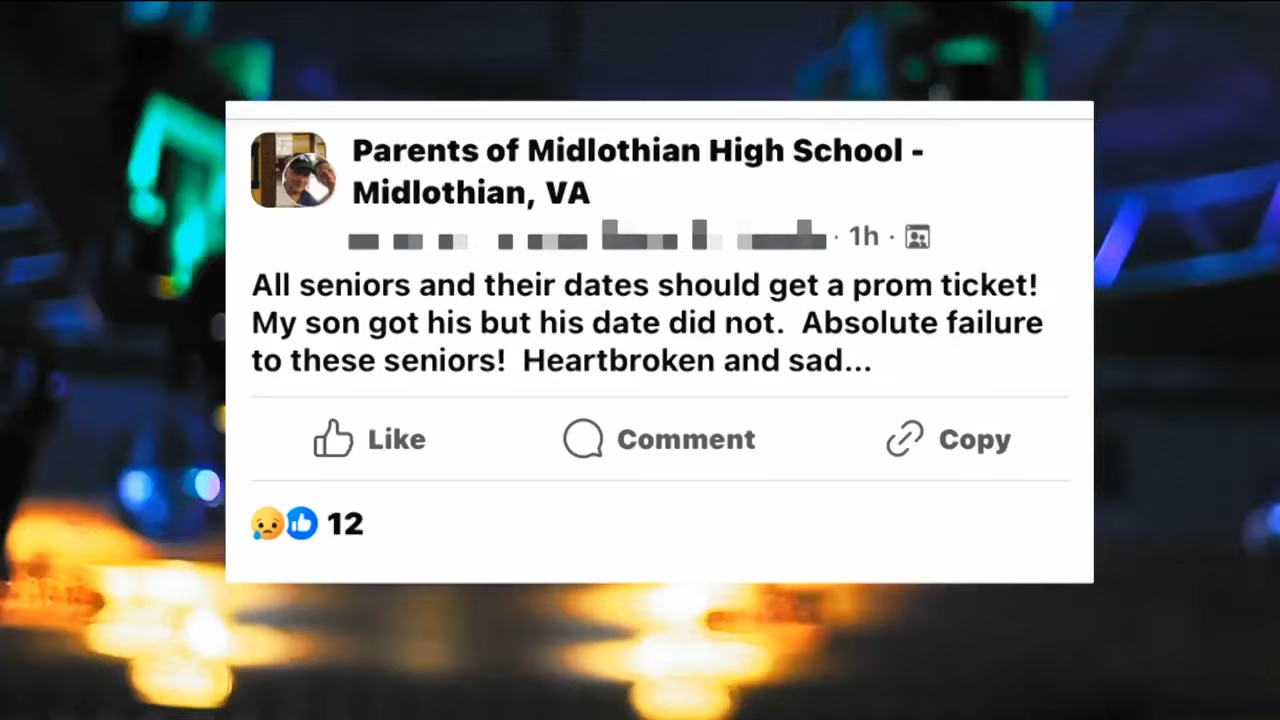 Parents of Midlothian High School -
Midlothian, VA
· 1h ·
All seniors and their dates should get a prom ticket!
My son got his but his date did not.  Absolute failure
to these seniors!  Heartbroken and sad...
Like Comment Copy
12